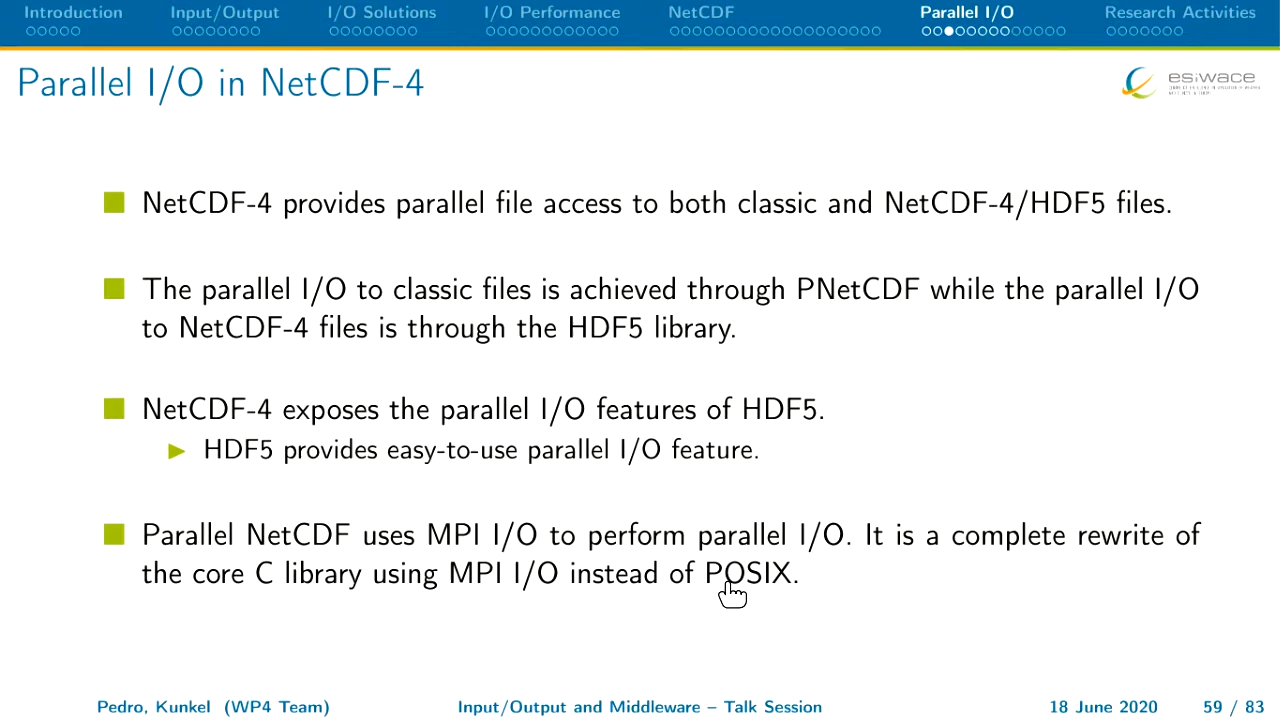 Introduction Input/Output I/O Solutions I/O Performance NetCDF Parallel I/O Research Activities
Parallel I/O in NetCDF-4
esiwace
NetCDF-4 provides parallel file access to both classic and NetCDF-4/HDF5 files.
The parallel I/O to classic files is achieved through PNetCDF while the parallel I/O
to NetCDF-4 files is through the HDF5 library.
NetCDF-4 exposes the parallel I/O features of HDF5.
HDF5 provides easy-to-use parallel I/O feature.
Parallel NetCDF uses MPI I/O to perform parallel I/O. It is a complete rewrite of
the core C library using MPI I/O instead of POSIX.
Pedro, Kunkel (WP4 Team) Input/Output and Middleware – Talk Session 18 June 2020 59 / 83